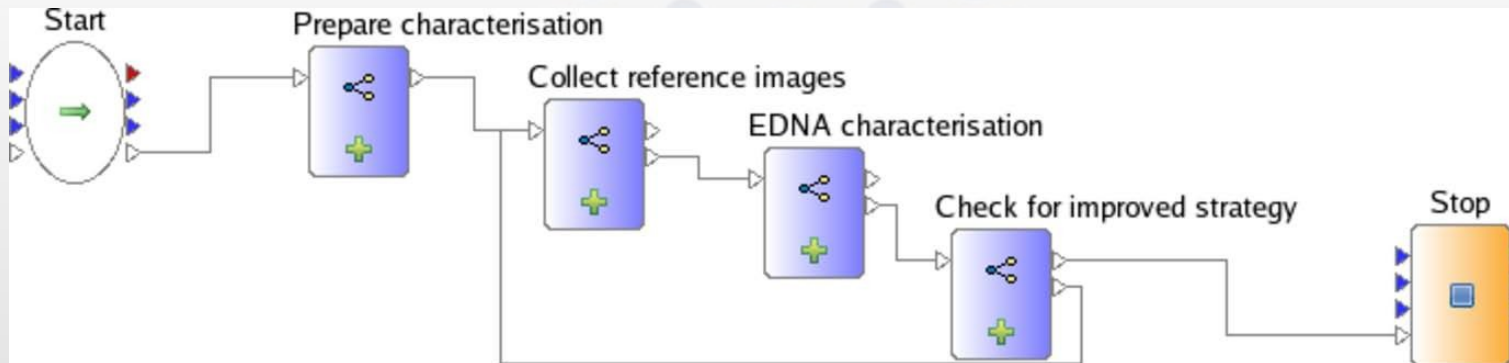 Start
Prepare characterisation
Collect reference images
EDNA characterisation
Check for improved strategy
Stop